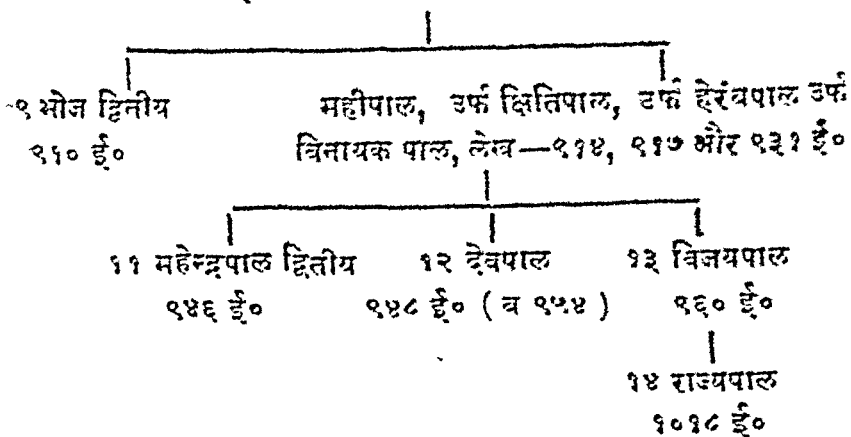 ९ भोज द्वितीय महीपाल, उर्फ क्षितिपाल, उर्फ हेरंबपाल उर्फ
९१० ई० विनायक पाल, लेख—९१४, ९१७ और ९३१ ई०
११ महेन्द्रपाल द्वितीय १२ देवपाल १३ विजयपाल
९४६ ई० ९४८ ई० ( व ९५४ ) ९६० ई०
१४ राज्यपाल
१०१८ ई०